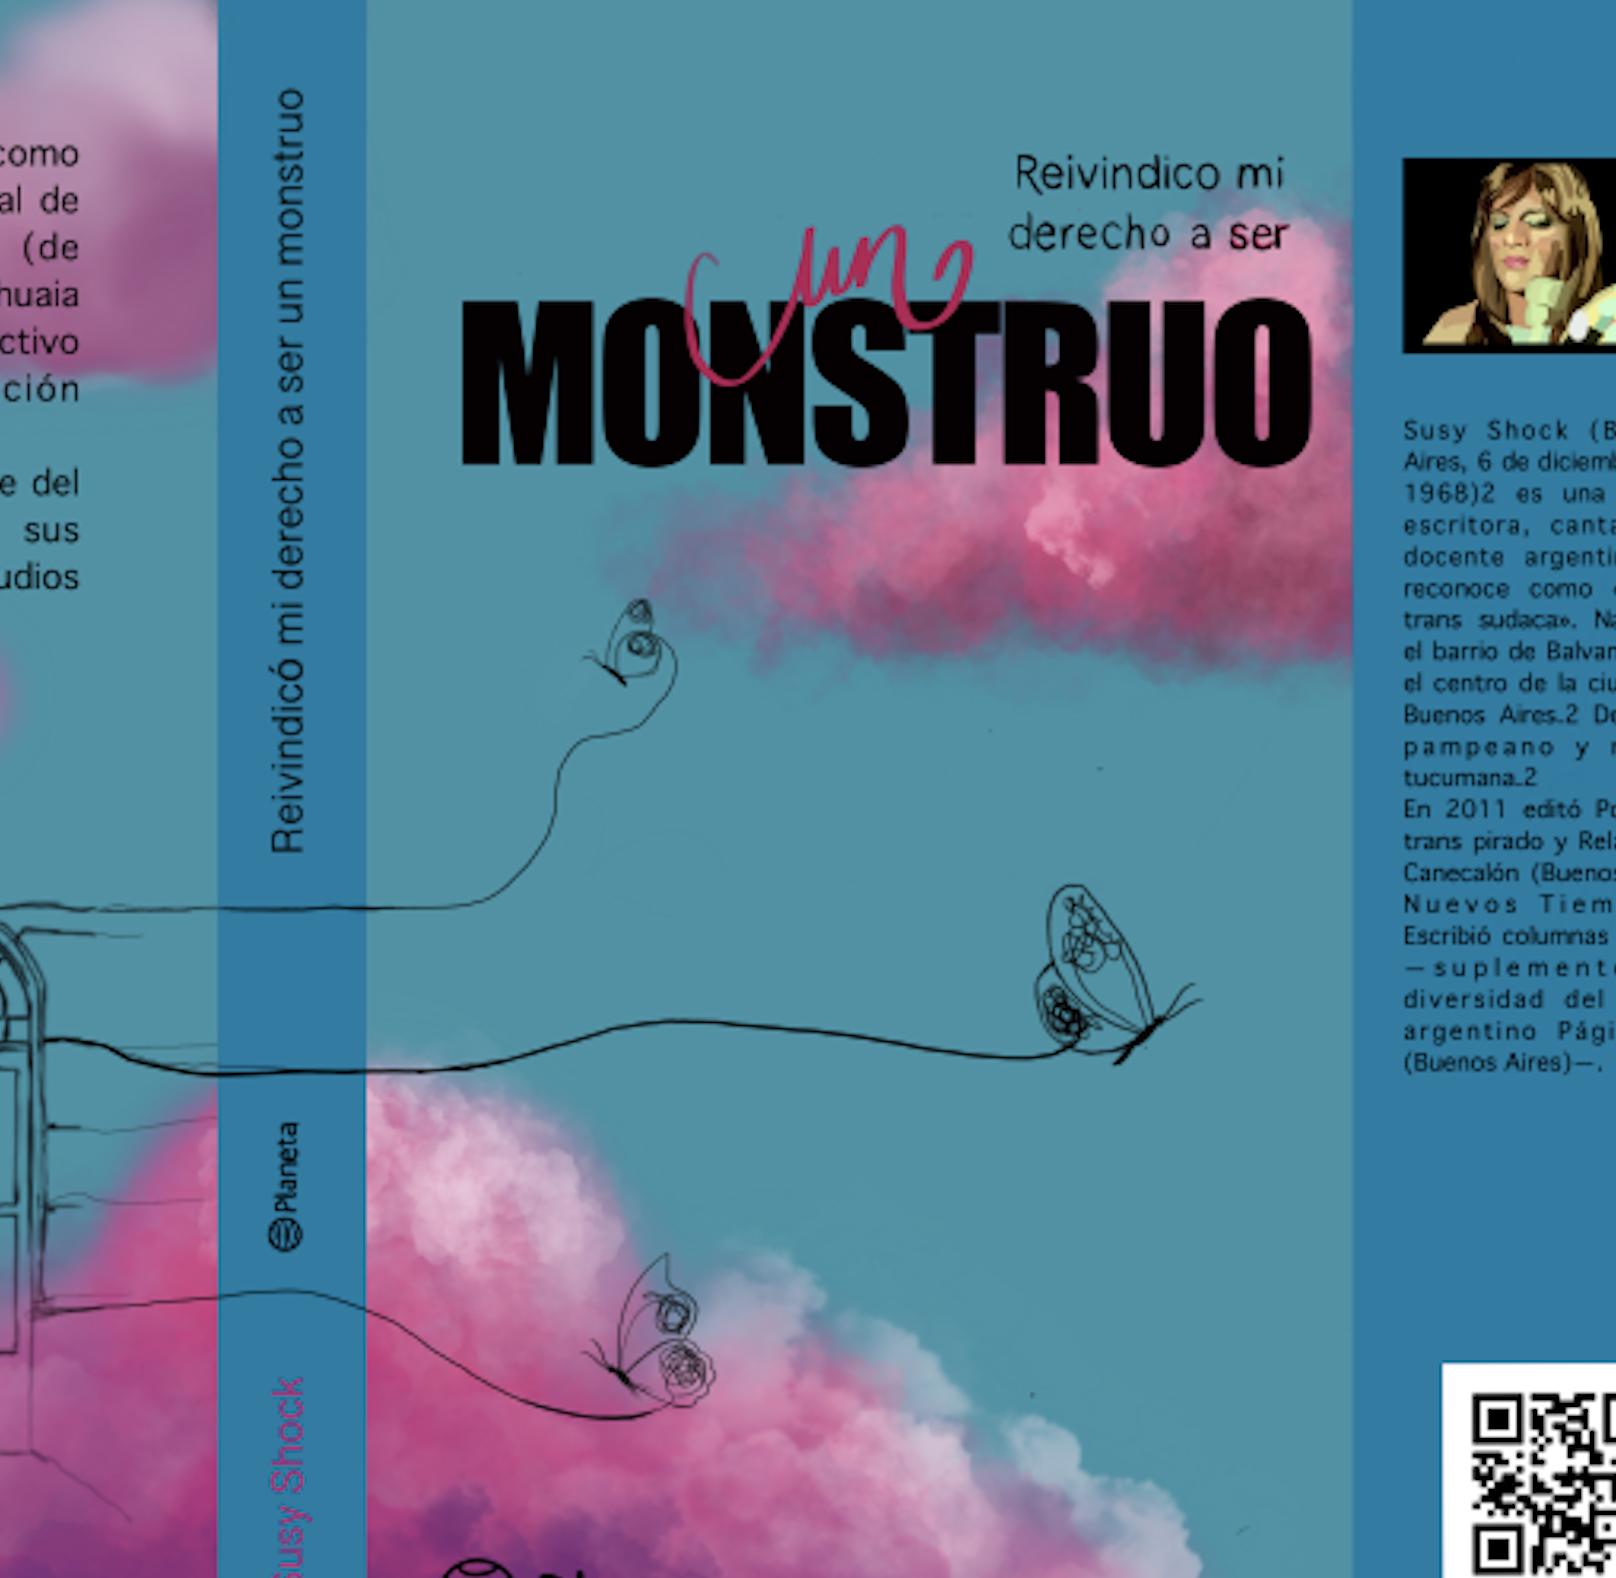 como
al de
(de
huaia
ctivo
ción
e del
sus
udios
Reivindicó mi derecho a ser un monstruo
Planeta
Susy Shock
Reivindico mi
derecho a ser
un
MONSTRUO
Susy Shock (B
Aires, 6 de diciemb
1968)2 es una
escritora, canta
docente argenti
reconoce como
trans sudaca». Na
el barrio de Balvan
el centro de la ciu
Buenos Aires.2 De
pampeano y
tucumana.2
En 2011 editó Po
trans pirado y Rela
Canecalón (Buenos
Nuevos Tiem
Escribió columnas
—suplemento
diversidad del
argentino Pági
(Buenos Aires)—.